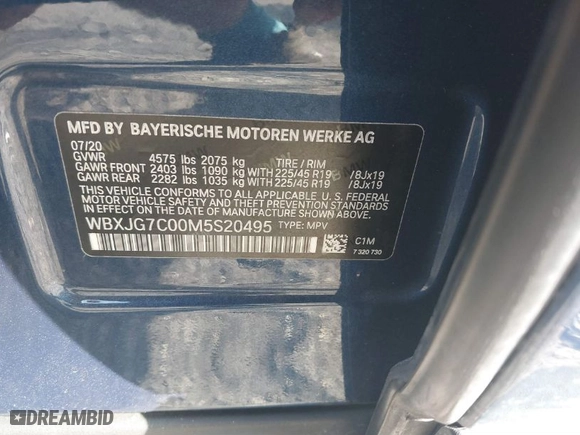 MFD BY BAYERISCHE MOTOREN WERKE AG
07/20
GVWR 4575 lbs 2075 kg TIRE / RIM
GAWR FRONT 2403 lbs 1090 kg WITH 225/45 R19 /8Jx19
GAWR REAR 2282 lbs 1035 kg WITH 225/45 R19 /8Jx19
THIS VEHICLE CONFORMS TO ALL APPLICABLE
U.S. FEDERAL MOTOR VEHICLE SAFETY
STANDARDS IN EFFECT ON THE DATE OF
MANUFACTURE SHOWN ABOVE.
WBXJG7C00M5S20495 TYPE: MPV
C1M
7 320 730
DREAMBID